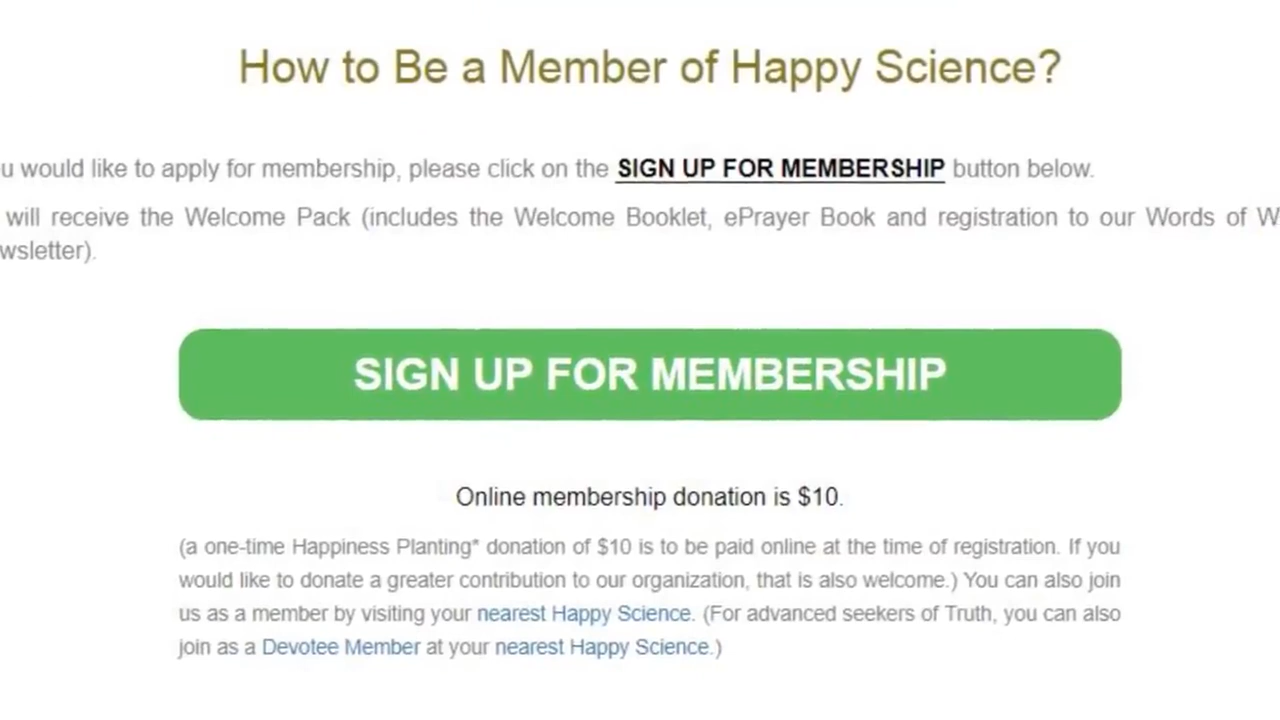 How to Be a Member of Happy Science?
u would like to apply for membership, please click on the SIGN UP FOR MEMBERSHIP button below.
will receive the Welcome Pack (includes the Welcome Booklet, ePrayer Book and registration to our Words of W
wsletter).
SIGN UP FOR MEMBERSHIP
Online membership donation is $10.
(a one-time Happiness Planting* donation of $10 is to be paid online at the time of registration. If you
would like to donate a greater contribution to our organization, that is also welcome.) You can also join
us as a member by visiting your nearest Happy Science. (For advanced seekers of Truth, you can also
join as a Devotee Member at your nearest Happy Science.)